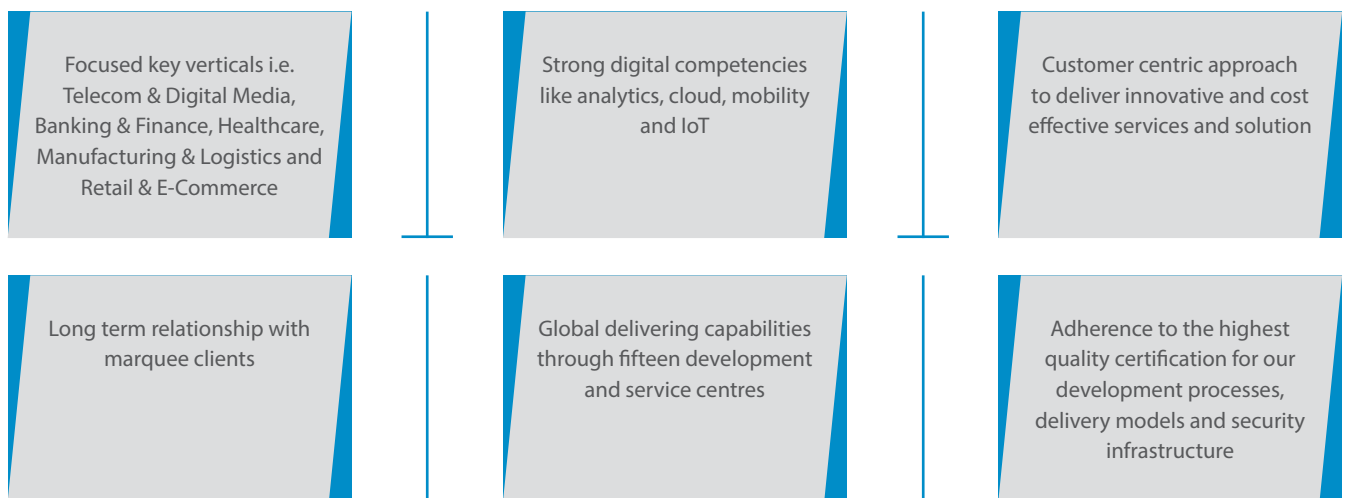 Focused key verticals i.e.
Telecom & Digital Media,
Banking & Finance, Healthcare,
Manufacturing & Logistics and
Retail & E-Commerce
Strong digital competencies
like analytics, cloud, mobility
and IoT
Customer centric approach
to deliver innovative and cost
effective services and solution
Long term relationship with
marquee clients
Global delivering capabilities
through fifteen development
and service centres
Adherence to the highest
quality certification for our
development processes,
delivery models and security
infrastructure